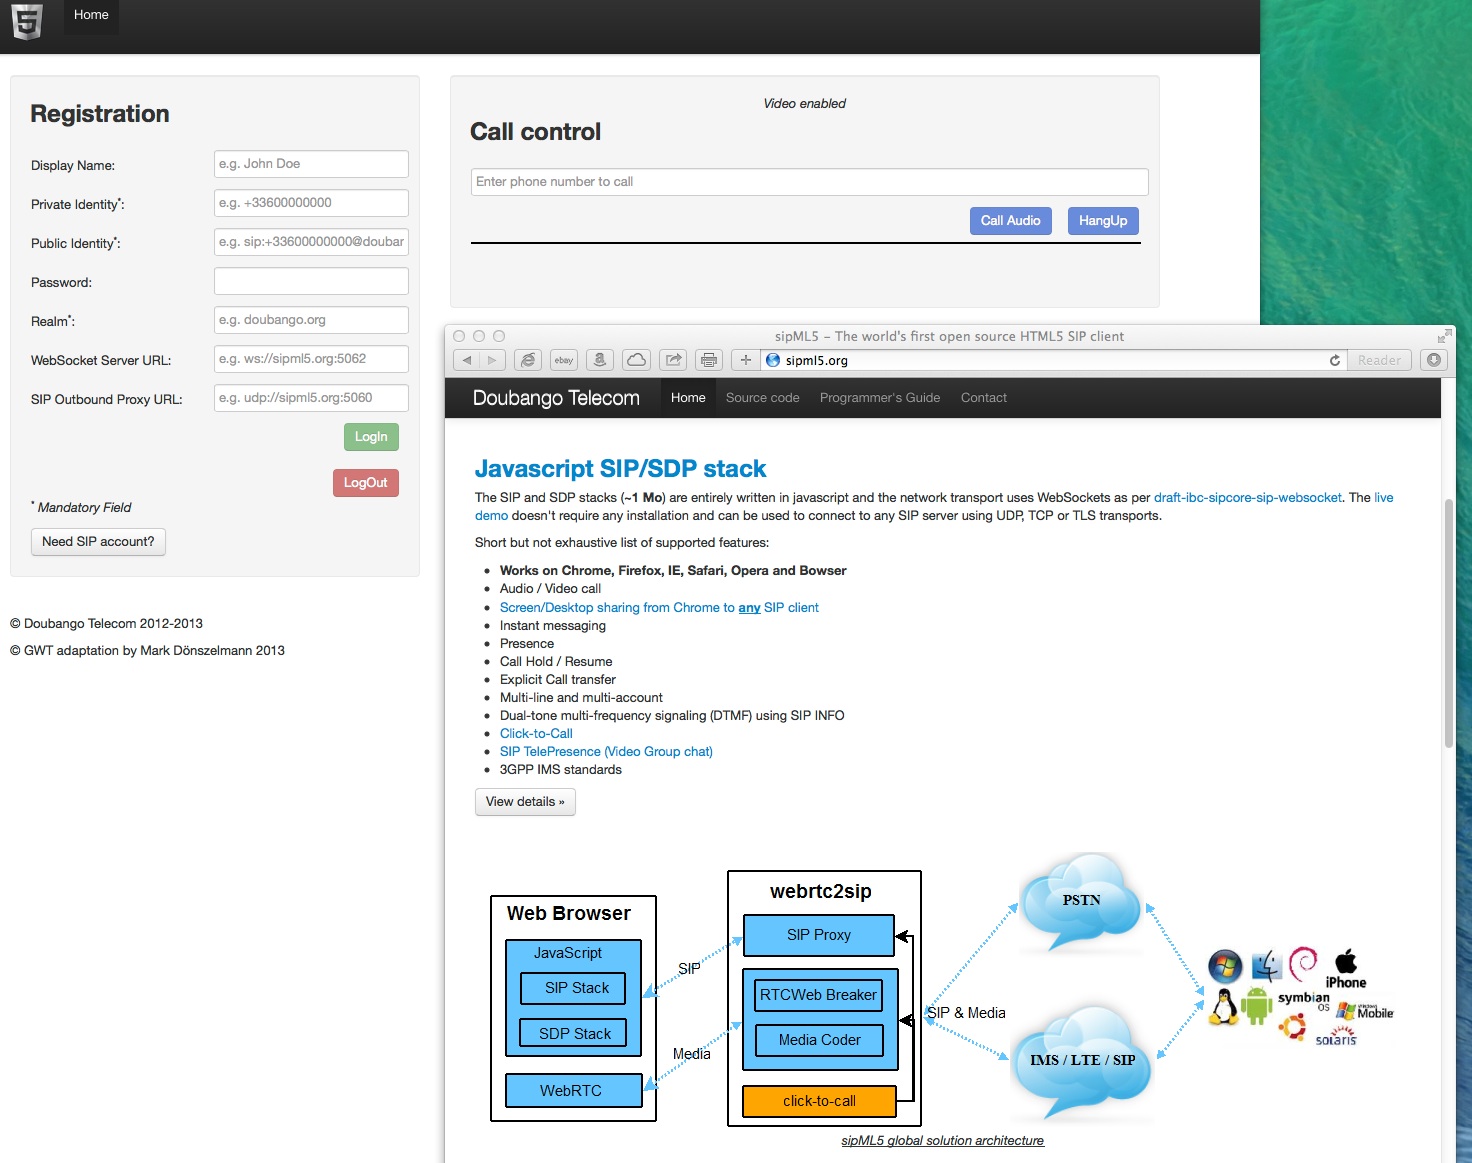 Home
Registration
Display Name:
e.g. John Doe
Private Identity*:
e.g. +33600000000
Public Identity*:
e.g. sip:+33600000000@doubar
Password:
Realm*:
e.g. doubango.org
WebSocket Server URL:
e.g. ws://sipml5.org:5062
SIP Outbound Proxy URL:
e.g. udp://sipml5.org:5060
LogIn
LogOut
* Mandatory Field
Need SIP account?
© Doubango Telecom 2012-2013
© GWT adaptation by Mark Dönszelmann 2013
Video enabled
Call control
Enter phone number to call
Call Audio
HangUp
sipML5 – The world's first open source HTML5 SIP client
ebay
sipml5.org
Reader
Doubango Telecom
Home
Source code
Programmer's Guide
Contact
Javascript SIP/SDP stack
The SIP and SDP stacks (~1 Mo) are entirely written in javascript and the network transport uses WebSockets as per draft-ibc-sipcore-sip-websocket. The live
demo doesn't require any installation and can be used to connect to any SIP server using UDP, TCP or TLS transports.
Short but not exhaustive list of supported features:
• Works on Chrome, Firefox, IE, Safari, Opera and Bowser
• Audio / Video call
• Screen/Desktop sharing from Chrome to any SIP client
• Instant messaging
• Presence
• Call Hold / Resume
• Explicit Call transfer
• Multi-line and multi-account
• Dual-tone multi-frequency signaling (DTMF) using SIP INFO
• Click-to-Call
• SIP TelePresence (Video Group chat)
• 3GPP IMS standards
View details »
Web Browser
JavaScript
SIP Stack
SDP Stack
WebRTC
SIP
Media
webrtc2sip
SIP Proxy
RTCWeb Breaker
Media Coder
click-to-call
SIP & Media
PSTN
IMS / LTE / SIP
iPhone
symbian
OS
Windows
Mobile
solaris
sipML5 global solution architecture